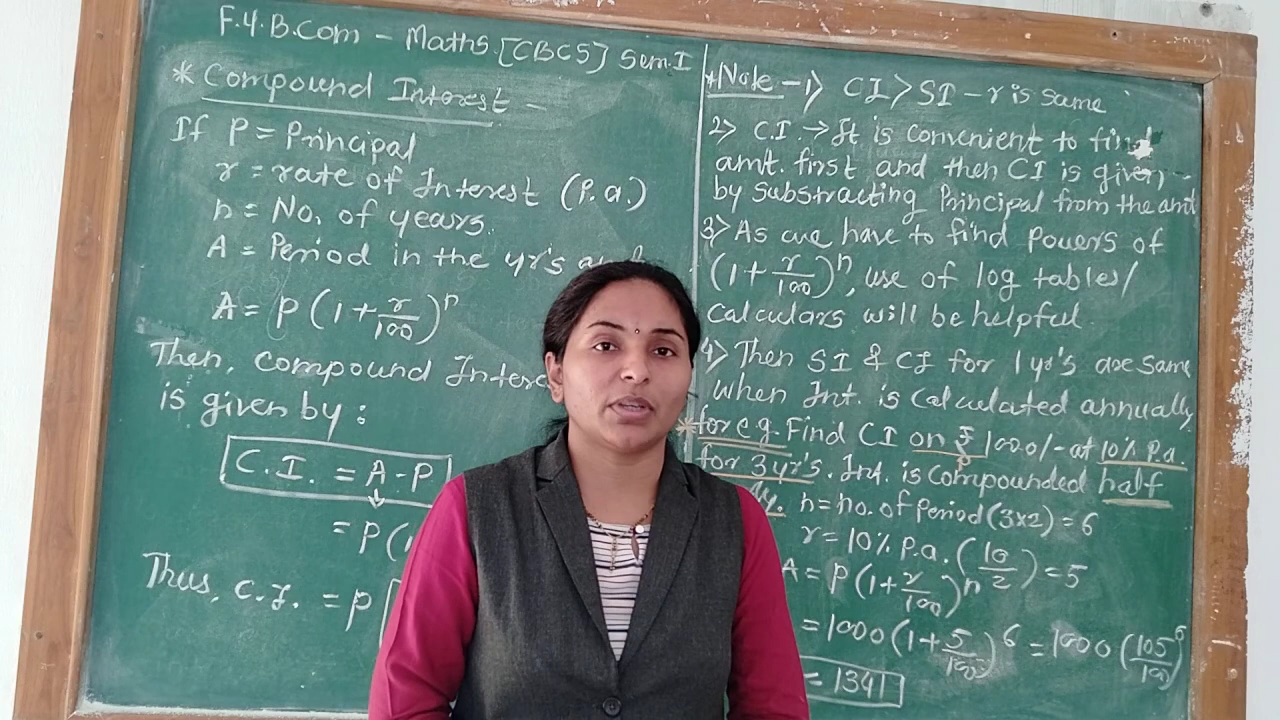 F.Y.B.Com - Maths. [CBCS] Sem. I
* Compound Interest -
If P = Principal
r = rate of Interest (P.a.)
n = No. of years.
A = Period in the yr's
A = P (1 + r/100)^n
Then, compound
is given by :
C.I. = A - P
= P(1
Thus, C.I. = P [
* Note - 1> CI > SI - r is same
2> C.I. → It is convenient to find
amt. first and then CI is given
by substracting Principal from the amt
3> As we have to find Powers of
(1 + r/100)^n, use of log tables/
calculars will be helpful.
4> Then SI & CI for 1 yr's are same
when Int. is calculated annually
* for e.g. Find CI on ₹ 1000/- at 10% P.a.
for 3 yr's. Int. is compounded half
n = no. of Period (3x2) = 6
r = 10% P.a. (10/2) = 5
A = P (1 + r/100)^n
= 1000 (1 + 5/100)^6 = 1000 (105/100)^6
= 1341